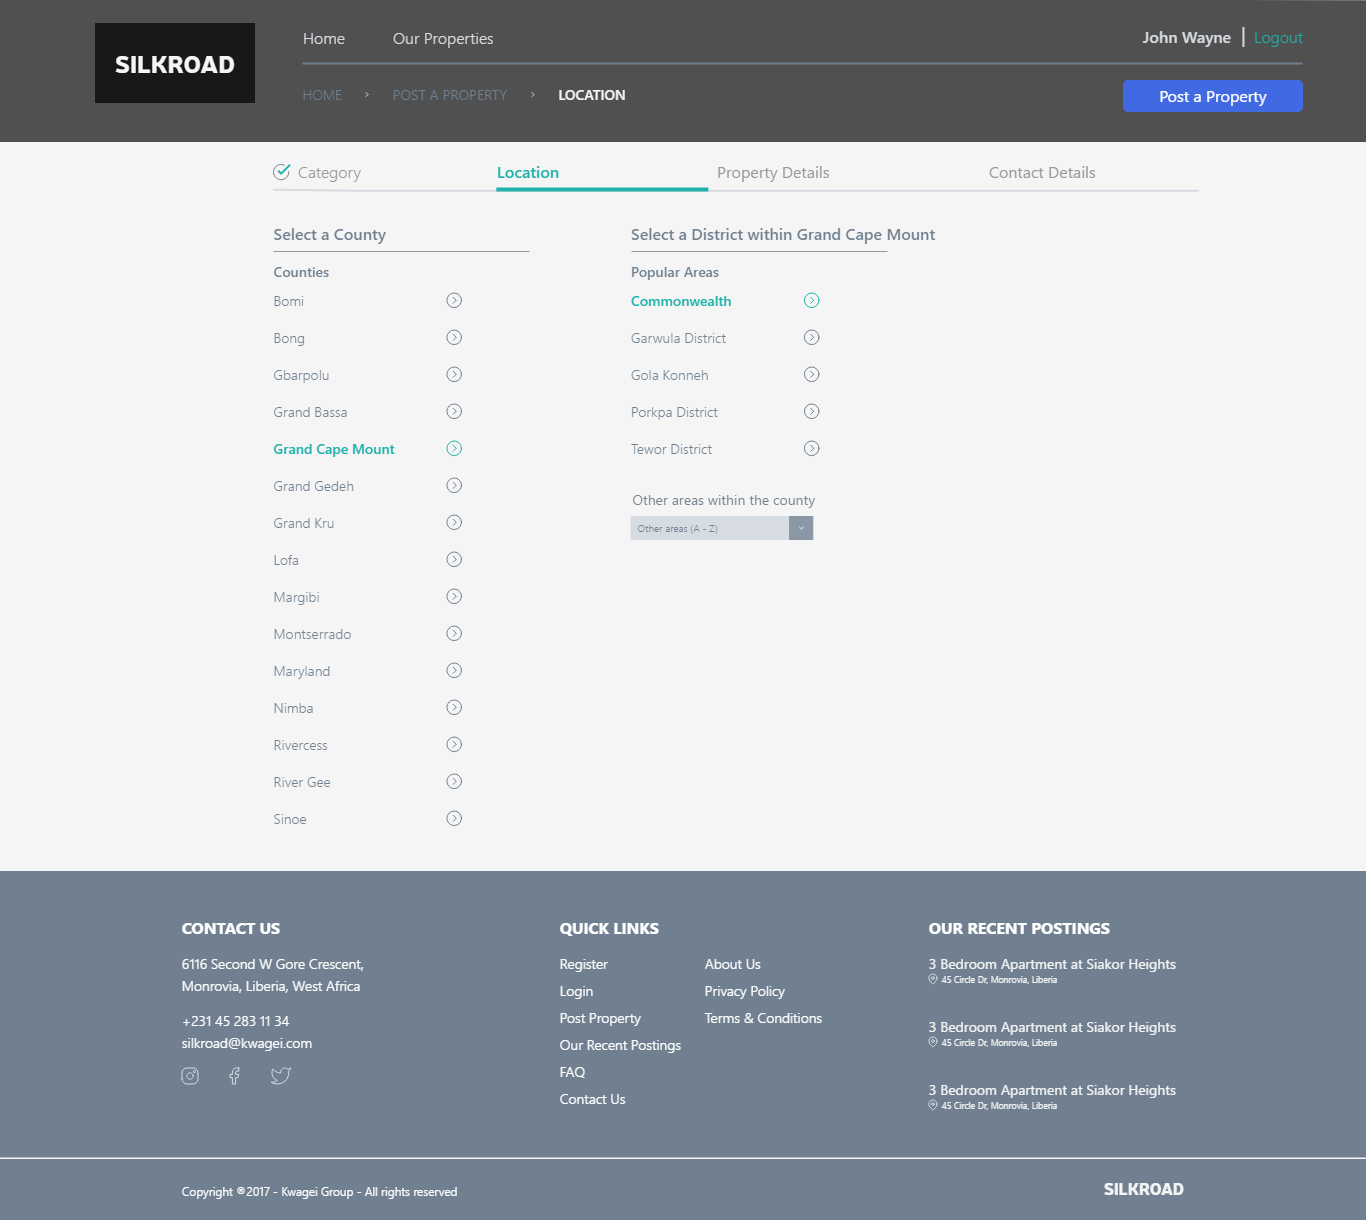 SILKROAD
Home
Our Properties
John Wayne | Logout
HOME › POST A PROPERTY › LOCATION
Post a Property
Category
Location
Property Details
Contact Details
Select a County
Counties
Bomi
Bong
Gbarpolu
Grand Bassa
Grand Cape Mount
Grand Gedeh
Grand Kru
Lofa
Margibi
Montserrado
Maryland
Nimba
Rivercess
River Gee
Sinoe
Select a District within Grand Cape Mount
Popular Areas
Commonwealth
Garwula District
Gola Konneh
Porkpa District
Tewor District
Other areas within the county
Other areas (A - Z)
CONTACT US
6116 Second W Gore Crescent,
Monrovia, Liberia, West Africa
+231 45 283 11 34
silkroad@kwagei.com
QUICK LINKS
Register
Login
Post Property
Our Recent Postings
FAQ
Contact Us
About Us
Privacy Policy
Terms & Conditions
OUR RECENT POSTINGS
3 Bedroom Apartment at Siakor Heights
45 Circle Dr, Monrovia, Liberia
3 Bedroom Apartment at Siakor Heights
45 Circle Dr, Monrovia, Liberia
3 Bedroom Apartment at Siakor Heights
45 Circle Dr, Monrovia, Liberia
Copyright ®2017 - Kwagei Group - All rights reserved
SILKROAD